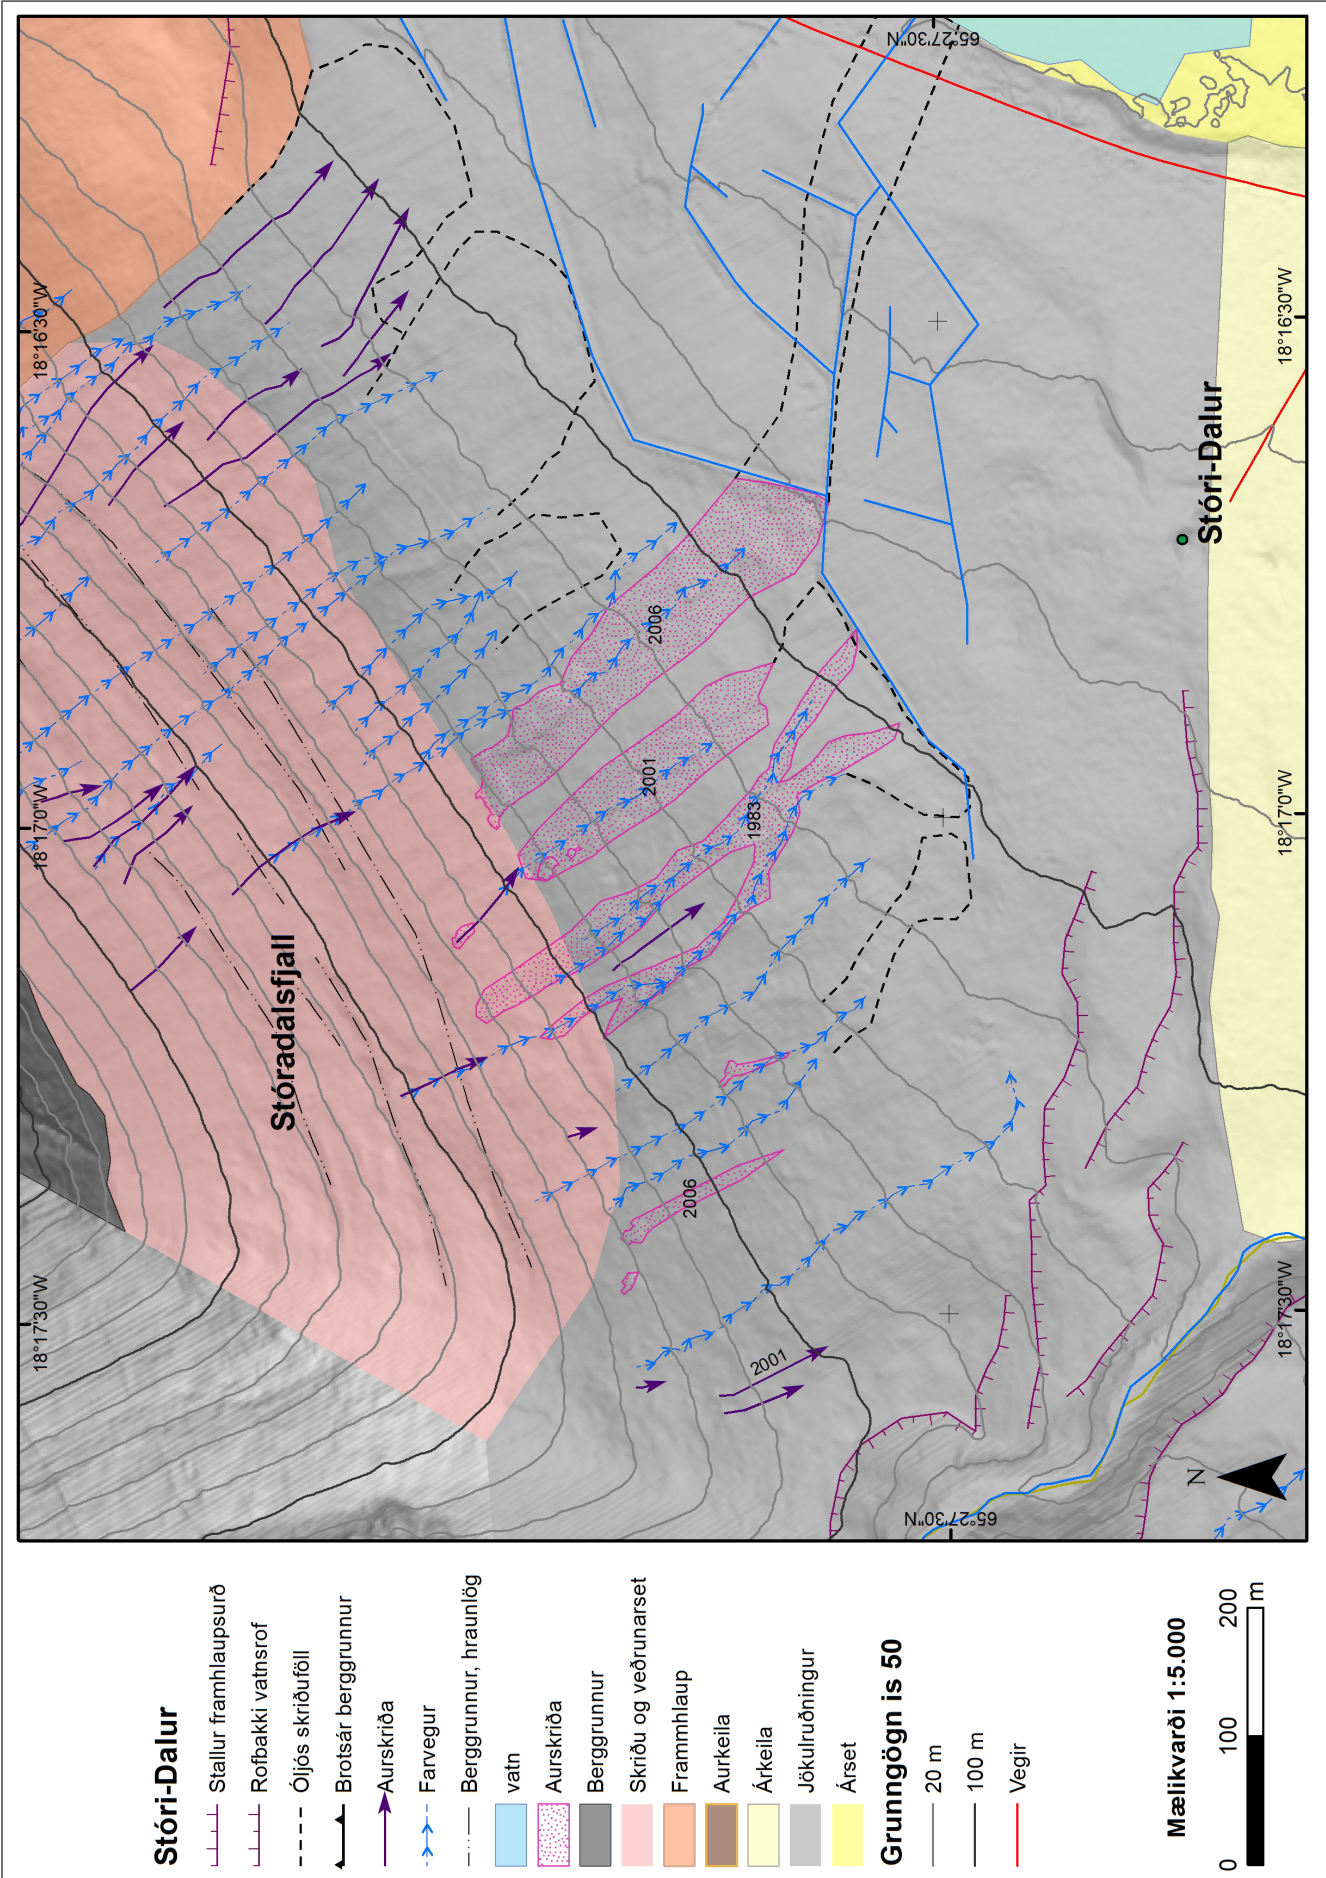 65°27'30"N
18°16'30"W
18°16'30"W
Stóri-Dalur
2006
2001
1983
18°17'0"W
18°17'0"W
Stóradalsfjall
2006
2001
18°17'30"W
18°17'30"W
65°27'30"N
N
Stóri-Dalur
Stallur framhlaupsurð
Rofbakki vatnsrof
Óljós skriðuföll
Brotsár berggrunnur
Aurskriða
Farvegur
Berggrunnur, hraunlög
vatn
Aurskriða
Berggrunnur
Skriðu og veðrunarset
Frammhlaup
Aurkeila
Árkeila
Jökulruðningur
Árset
Grunngögn is 50
20 m
100 m
Vegir
Mælikvarði 1:5.000
0 100 200
m